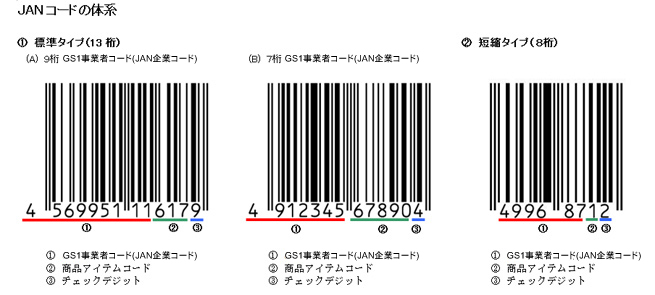 JANコードの体系
① 標準タイプ(13 桁)
② 短縮タイプ(8桁)
(A) 9桁 GS1事業者コード(JAN企業コード)
(B) 7桁 GS1事業者コード(JAN企業コード)
4 569951 116179
4 912345 678904
4996 8712
① ② ③
① ② ③
① ② ③
① GS1事業者コード(JAN企業コード)
② 商品アイテムコード
③ チェックデジット
① GS1事業者コード(JAN企業コード)
② 商品アイテムコード
③ チェックデジット
① GS1事業者コード(JAN企業コード)
② 商品アイテムコード
③ チェックデジット